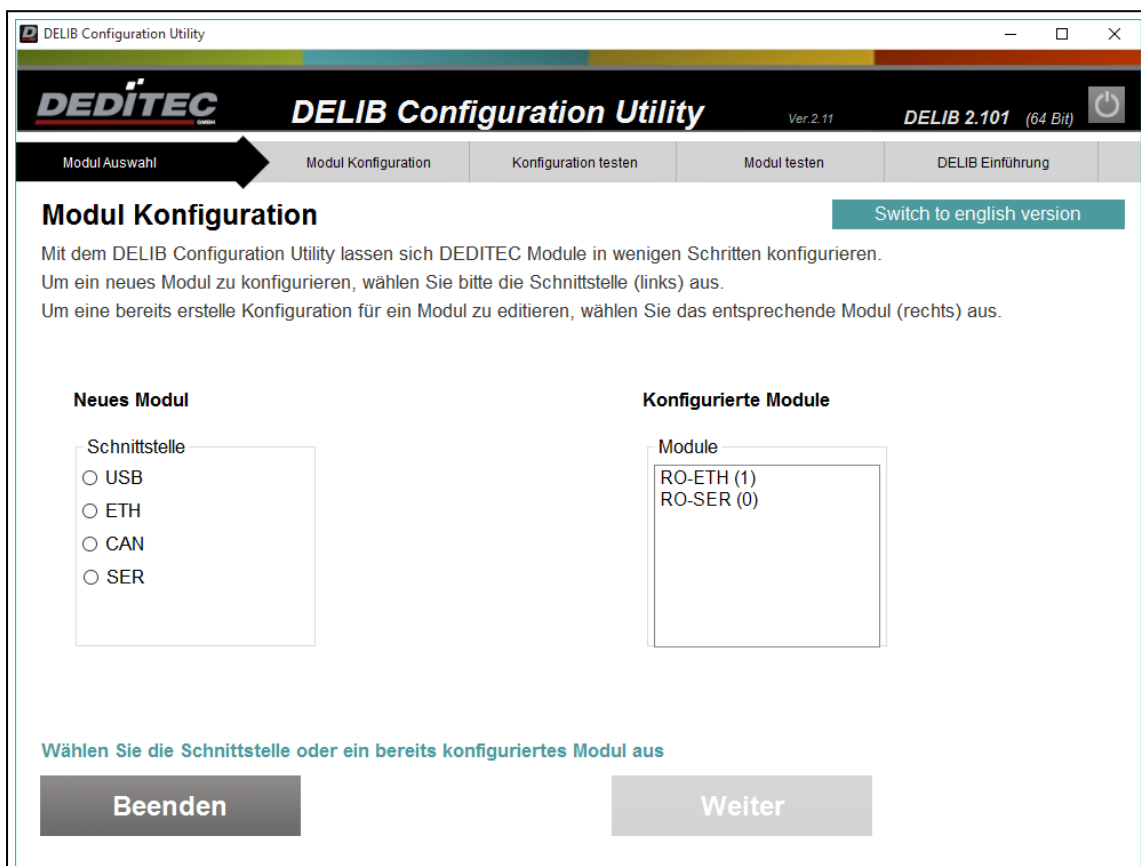 DELIB Configuration Utility
DEDITEC
GMBH
DELIB Configuration Utility
Ver.2.11
DELIB 2.101 (64 Bit)
Modul Auswahl
Modul Konfiguration
Konfiguration testen
Modul testen
DELIB Einführung
Modul Konfiguration
Switch to english version
Mit dem DELIB Configuration Utility lassen sich DEDITEC Module in wenigen Schritten konfigurieren.
Um ein neues Modul zu konfigurieren, wählen Sie bitte die Schnittstelle (links) aus.
Um eine bereits erstelle Konfiguration für ein Modul zu editieren, wählen Sie das entsprechende Modul (rechts) aus.
Neues Modul
Schnittstelle
USB
ETH
CAN
SER
Konfigurierte Module
Module
RO-ETH (1)
RO-SER (0)
Wählen Sie die Schnittstelle oder ein bereits konfiguriertes Modul aus
Beenden
Weiter